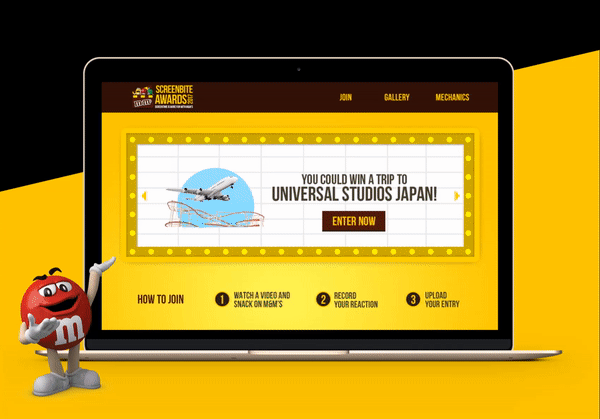 SCREENBITE
AWARDS 2017
JOIN
GALLERY
MECHANICS
YOU COULD WIN A TRIP TO
UNIVERSAL STUDIOS JAPAN!
ENTER NOW
HOW TO JOIN
1 WATCH A VIDEO AND
SNACK ON M&M'S
2 RECORD
YOUR REACTION
3 UPLOAD
YOUR ENTRY
m